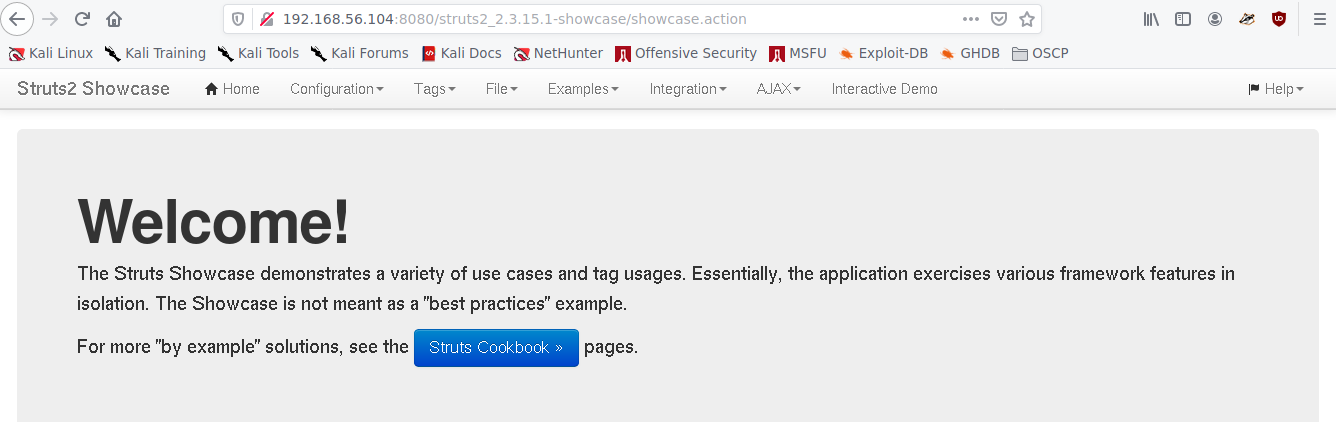 192.168.56.104:8080/struts2_2.3.15.1-showcase/showcase.action
Kali Linux Kali Training Kali Tools Kali Forums Kali Docs NetHunter Offensive Security MSFU Exploit-DB GHDB OSCP
Struts2 Showcase Home Configuration Tags File Examples Integration AJAX Interactive Demo Help
Welcome!
The Struts Showcase demonstrates a variety of use cases and tag usages. Essentially, the application exercises various framework features in
isolation. The Showcase is not meant as a "best practices" example.
For more "by example" solutions, see the Struts Cookbook » pages.